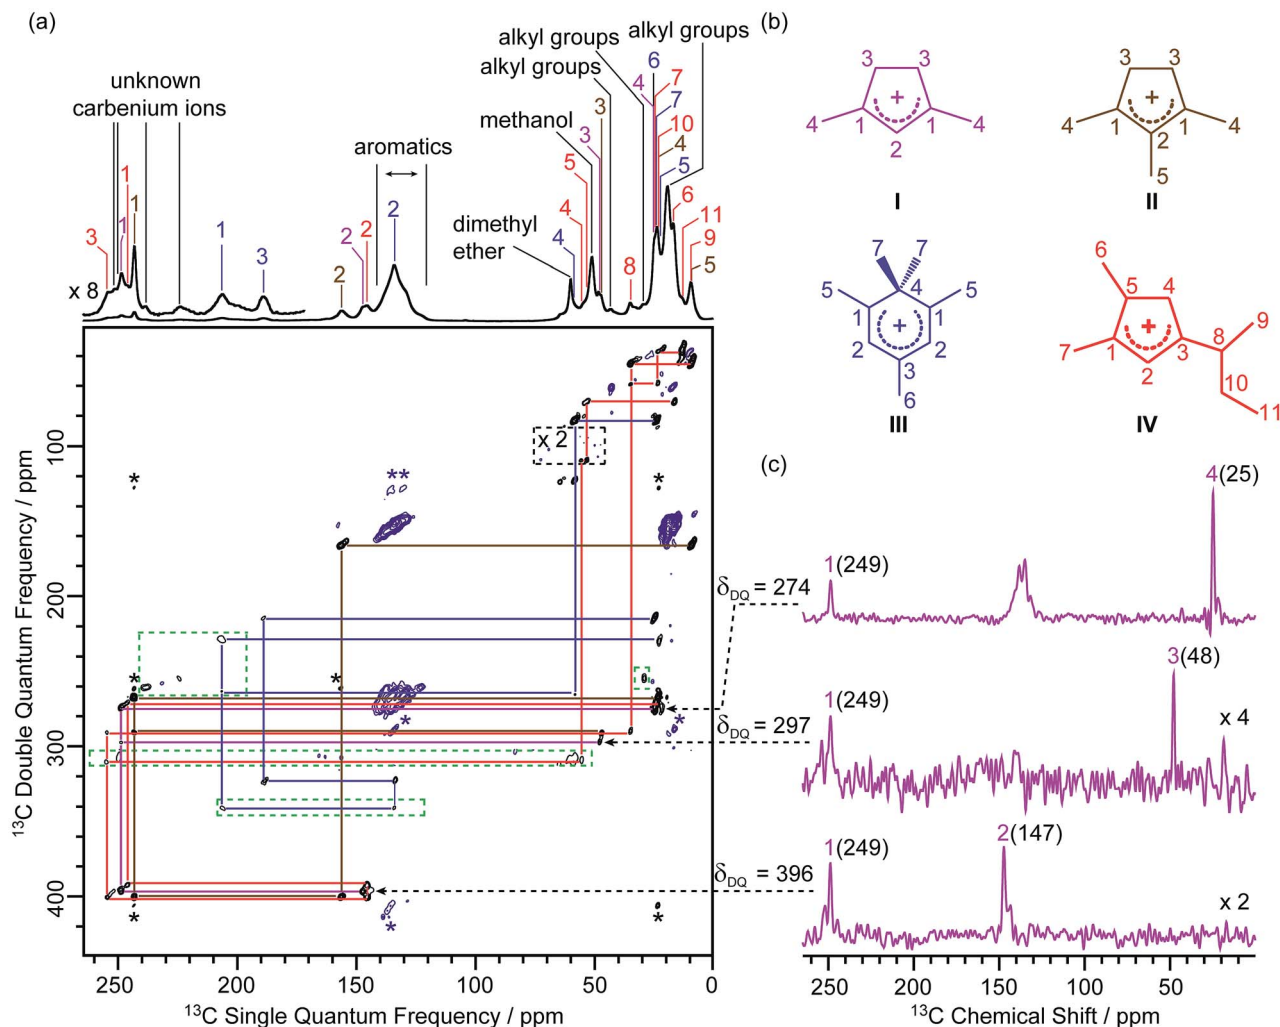 (a)
unknown
carbenium ions
aromatics
methanol
alkyl groups
alkyl groups
alkyl groups
dimethyl
ether
x 8
3
1
1
1
1
3
2
2
2
2
4
4
5
3
3
8
4
6
7
7
10
4
5
6
11
9
5
x 2
*
**
*
*
*
*
*
*
*
*
*
100
200
300
400
¹³C Double Quantum Frequency / ppm
250
200
150
100
50
0
¹³C Single Quantum Frequency / ppm
(b)
3 3
4 1 + 1 4
2
I
3 3
4 1 + 1 4
2
5
II
7 7
5 4 5
1 1
+
2 2
3
6
III
6
5 4
+ 9
8
7 1 3
2 10
11
IV
(c)
4(25)
1(249)
δDQ = 274
3(48)
1(249)
δDQ = 297
x 4
2(147)
1(249)
δDQ = 396
x 2
250 200 150 100 50
¹³C Chemical Shift / ppm